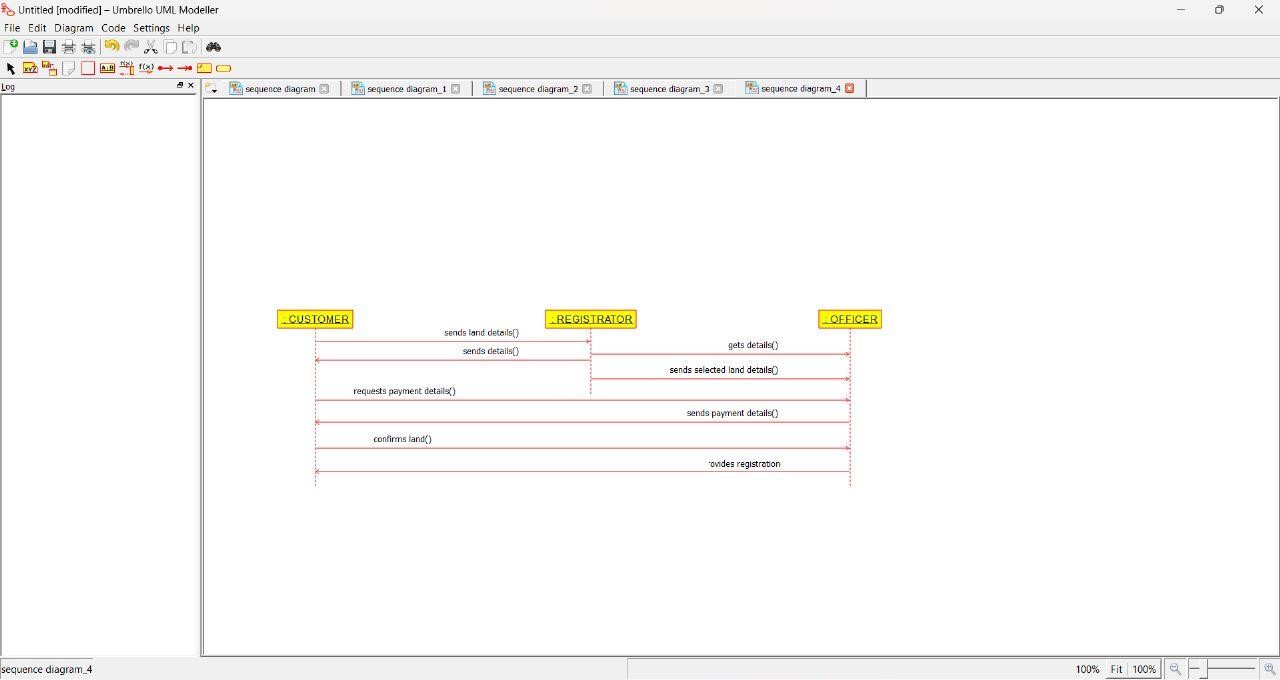 Untitled [modified] – Umbrello UML Modeller
File Edit Diagram Code Settings Help
Log
sequence diagram
sequence diagram_1
sequence diagram_2
sequence diagram_3
sequence diagram_4
: CUSTOMER
: REGISTRATOR
: OFFICER
sends land details()
gets details()
sends details()
sends selected land details()
requests payment details()
sends payment details()
confirms land()
ovides registration
sequence diagram_4
100% Fit 100%